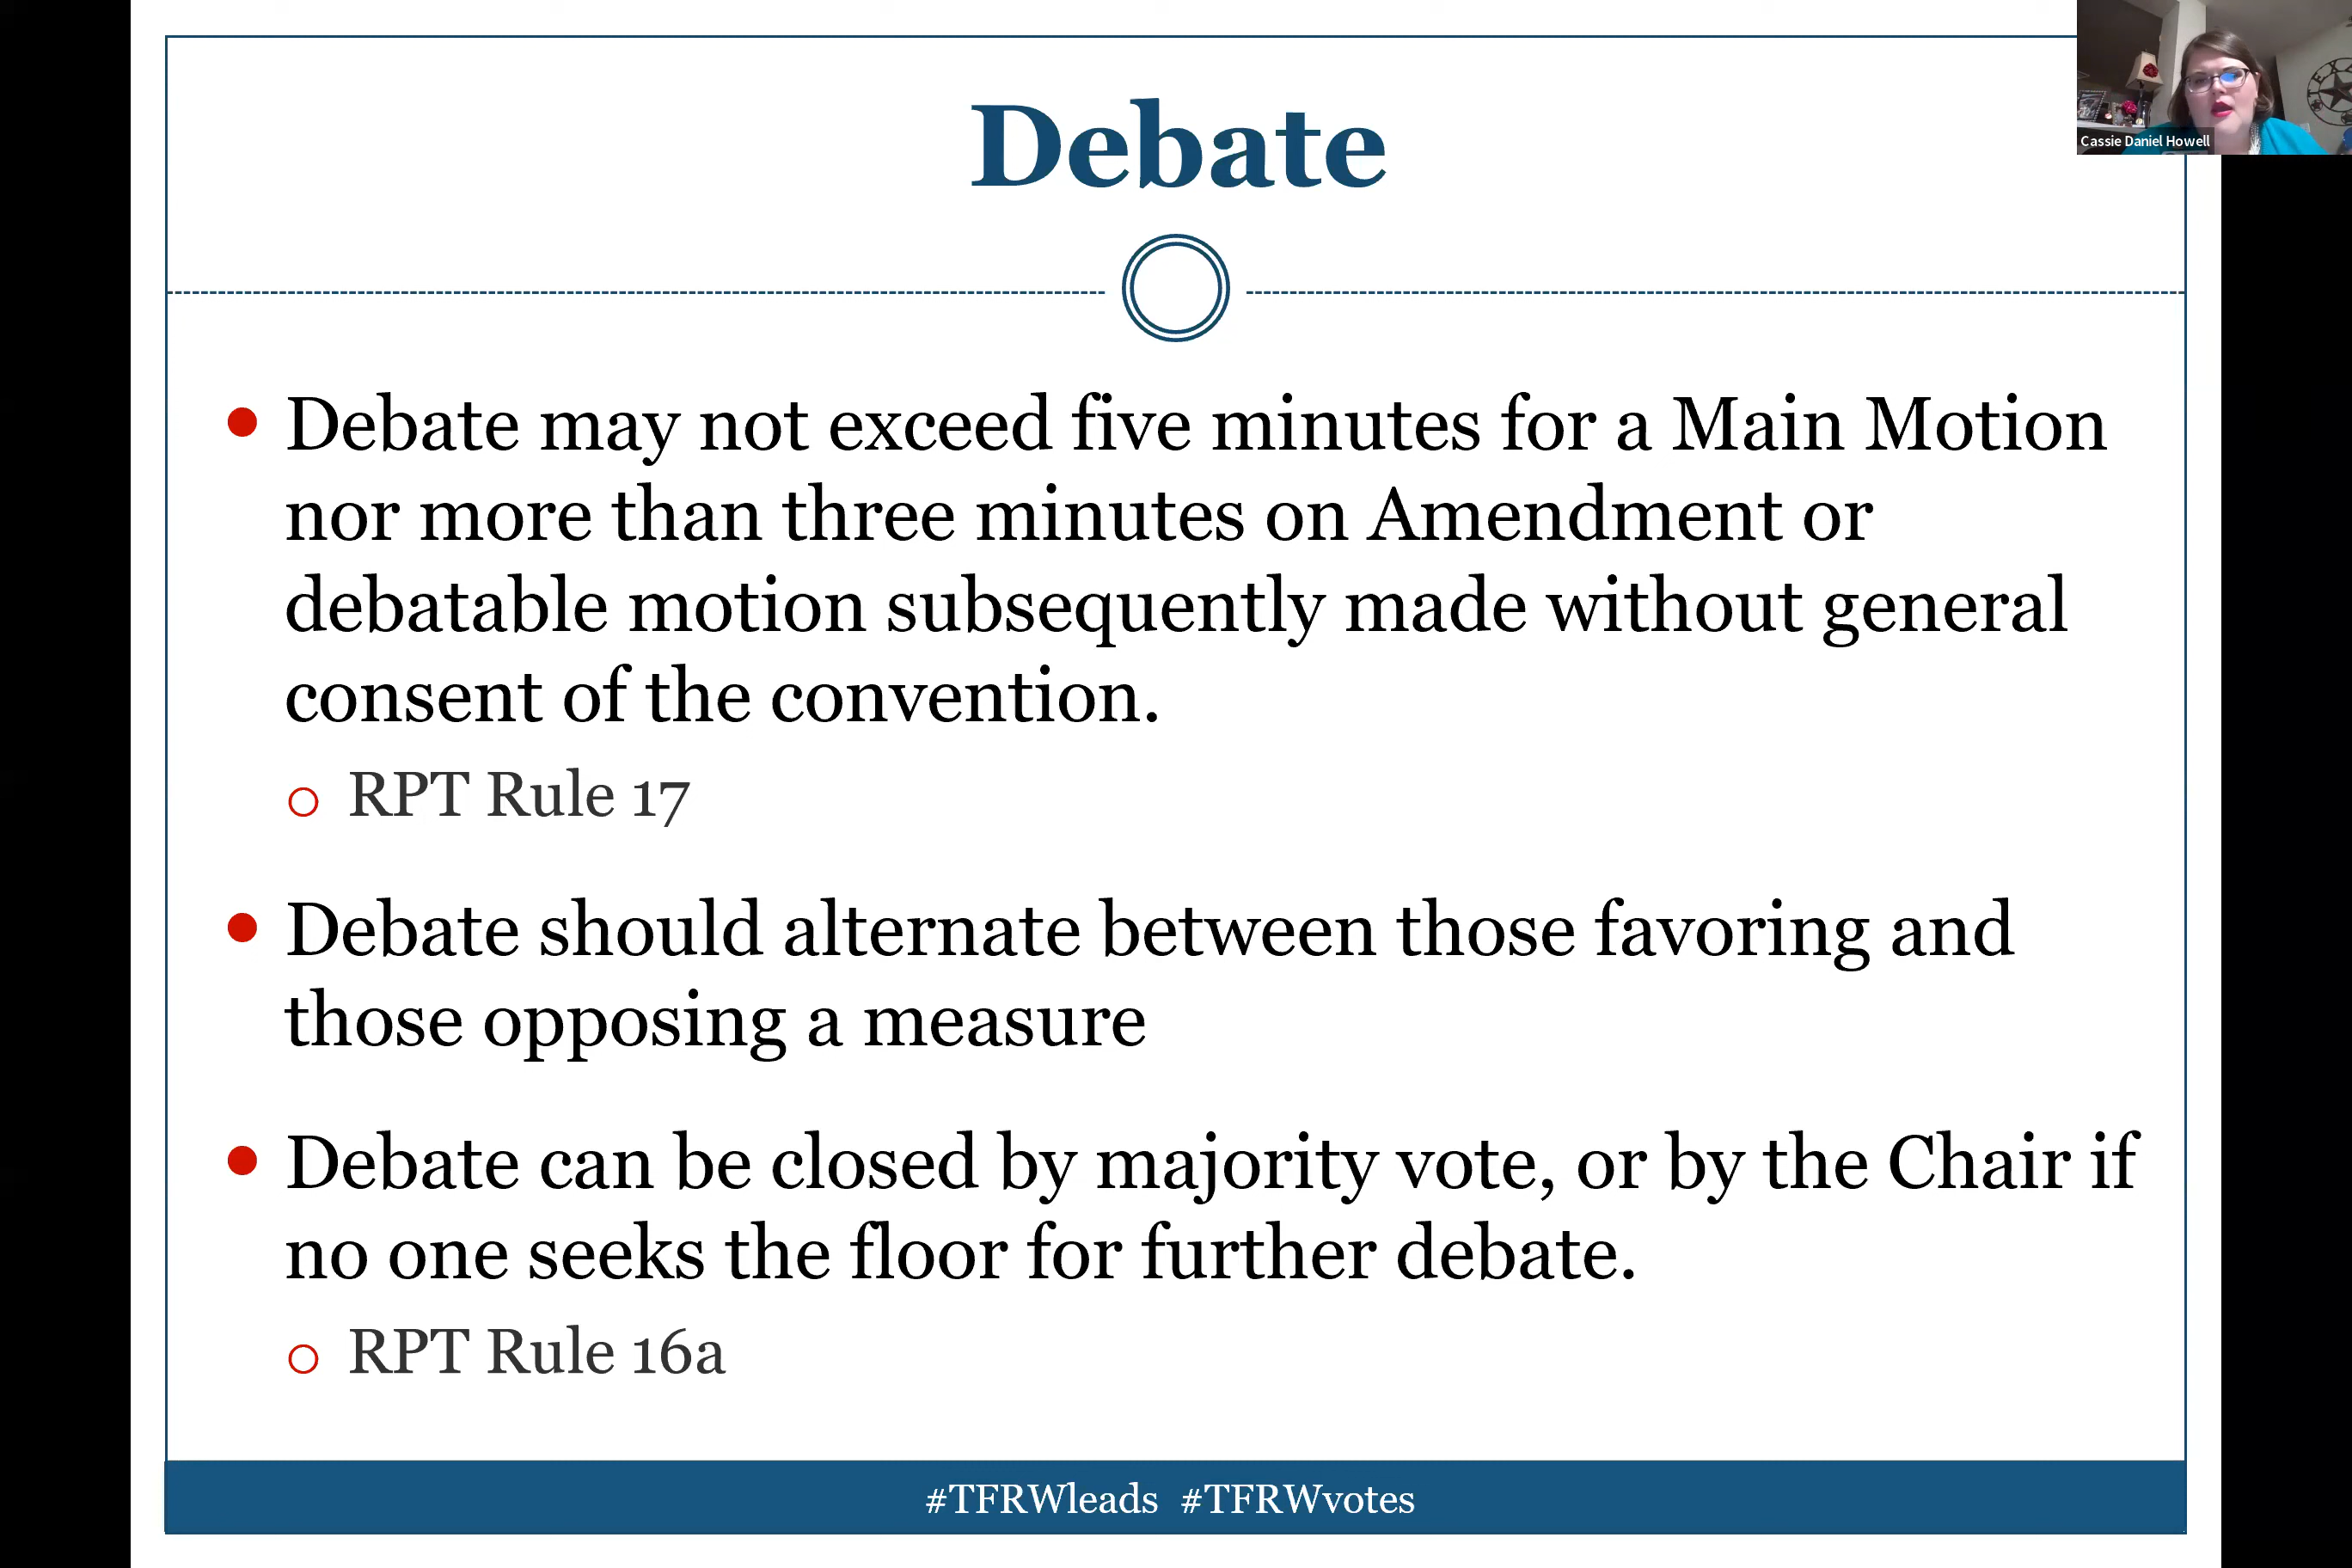 Debate
Cassie Daniel Howell
Debate may not exceed five minutes for a Main Motion
nor more than three minutes on Amendment or
debatable motion subsequently made without general
consent of the convention.
RPT Rule 17
Debate should alternate between those favoring and
those opposing a measure
Debate can be closed by majority vote, or by the Chair if
no one seeks the floor for further debate.
RPT Rule 16a
#TFRWleads #TFRWvotes